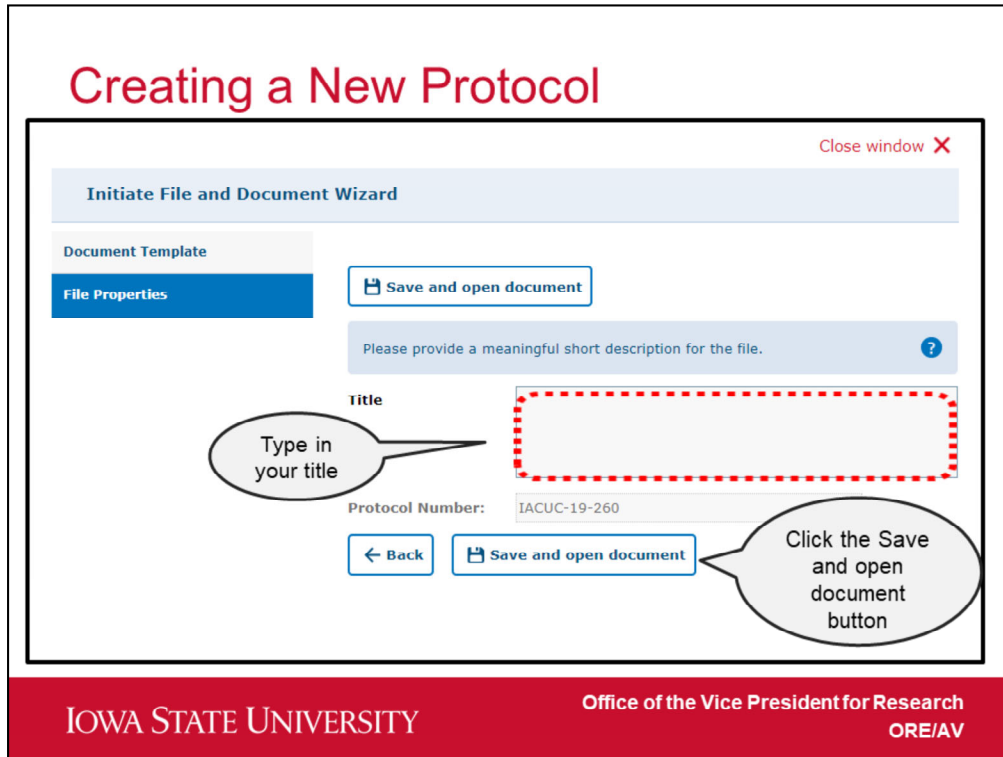 Creating a New Protocol
Close window
Initiate File and Document Wizard
Document Template
File Properties
Save and open document
Please provide a meaningful short description for the file.
?
Title
Type in
your title
Protocol Number:
IACUC-19-260
← Back
Save and open document
Click the Save
and open
document
button
IOWA STATE UNIVERSITY
Office of the Vice President for Research
ORE/AV